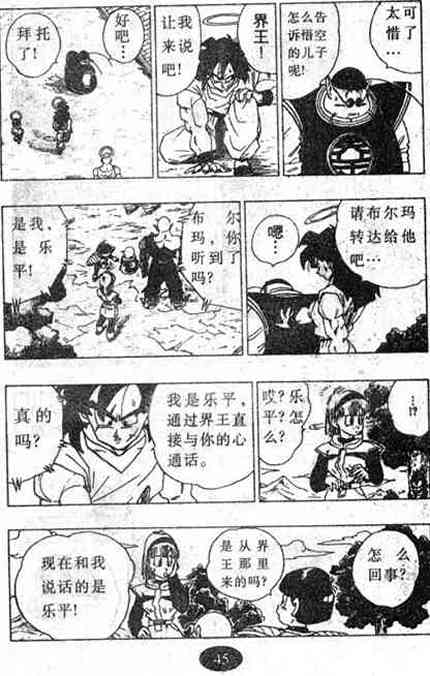 太可
惜了
…
怎么告
诉悟空
的儿子
呢!
界王!
让我
来说
吧!
好
吧…
拜托
了!
请布尔玛
转达给他
吧…
嗯…
布尔
玛,你
听到了
吗?
是我,
是乐
平!
…!?
哎?乐
平?怎
么?
我是乐平,
通过界王直
接与你的心
通话。
真的
吗?
怎么
回事?
是从界
王那里
来的吗?
现在和我
说话的是
乐平!
45